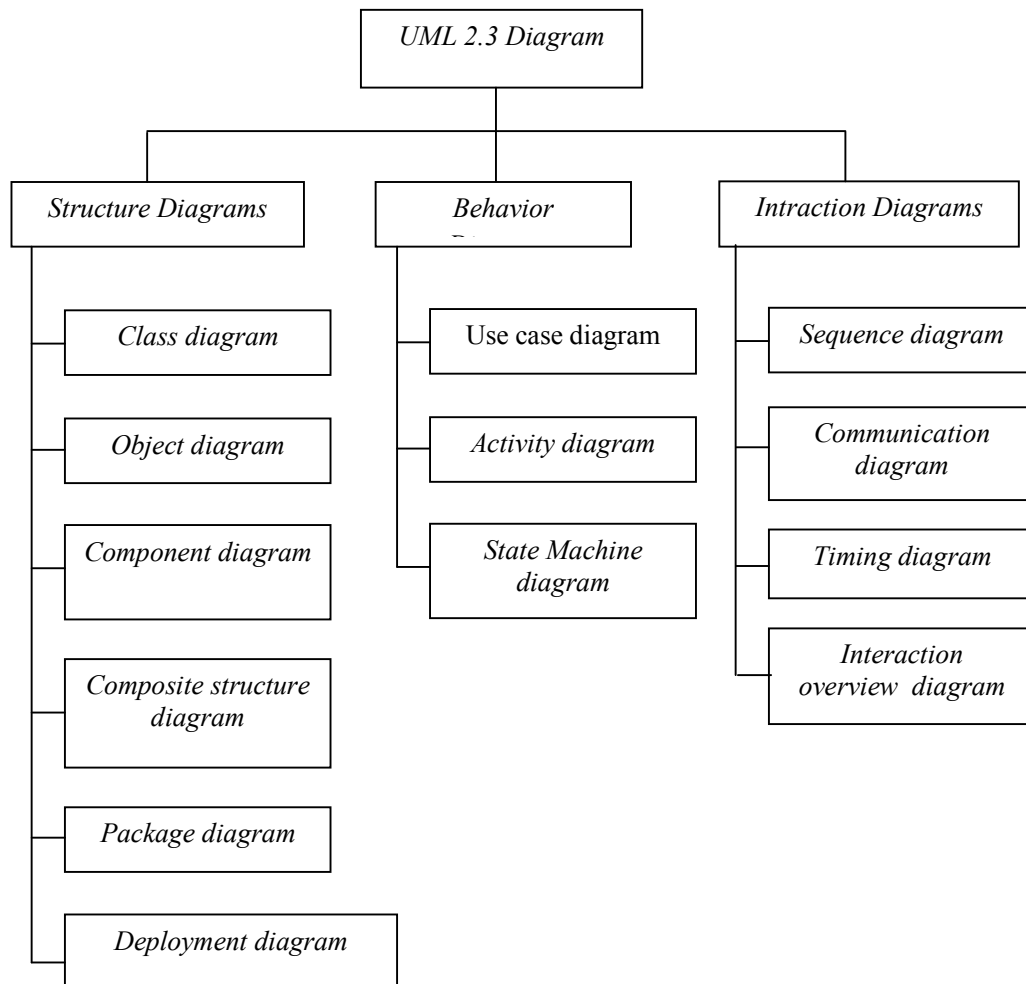 UML 2.3 Diagram
Structure Diagrams
Behavior
Intraction Diagrams
Class diagram
Object diagram
Component diagram
Composite structure
diagram
Package diagram
Deployment diagram
Use case diagram
Activity diagram
State Machine
diagram
Sequence diagram
Communication
diagram
Timing diagram
Interaction
overview diagram